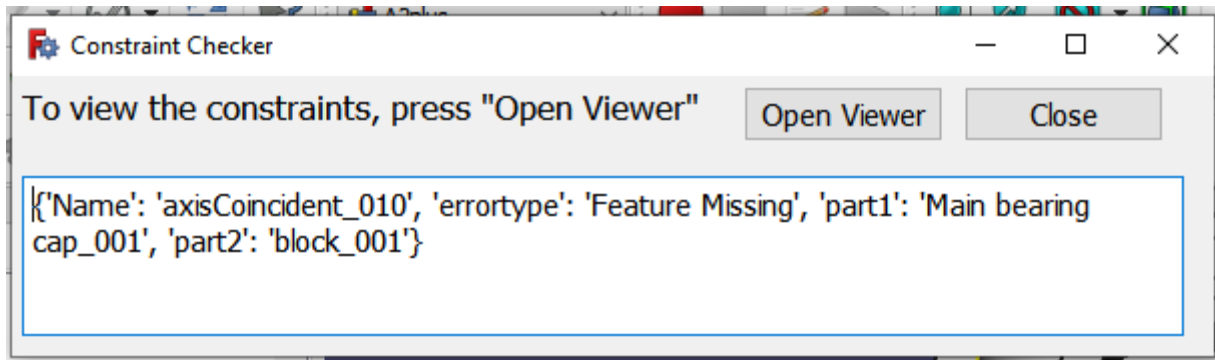 A2plus
Constraint Checker
To view the constraints, press "Open Viewer"
Open Viewer
Close
{'Name': 'axisCoincident_010', 'errortype': 'Feature Missing', 'part1': 'Main bearing
cap_001', 'part2': 'block_001'}